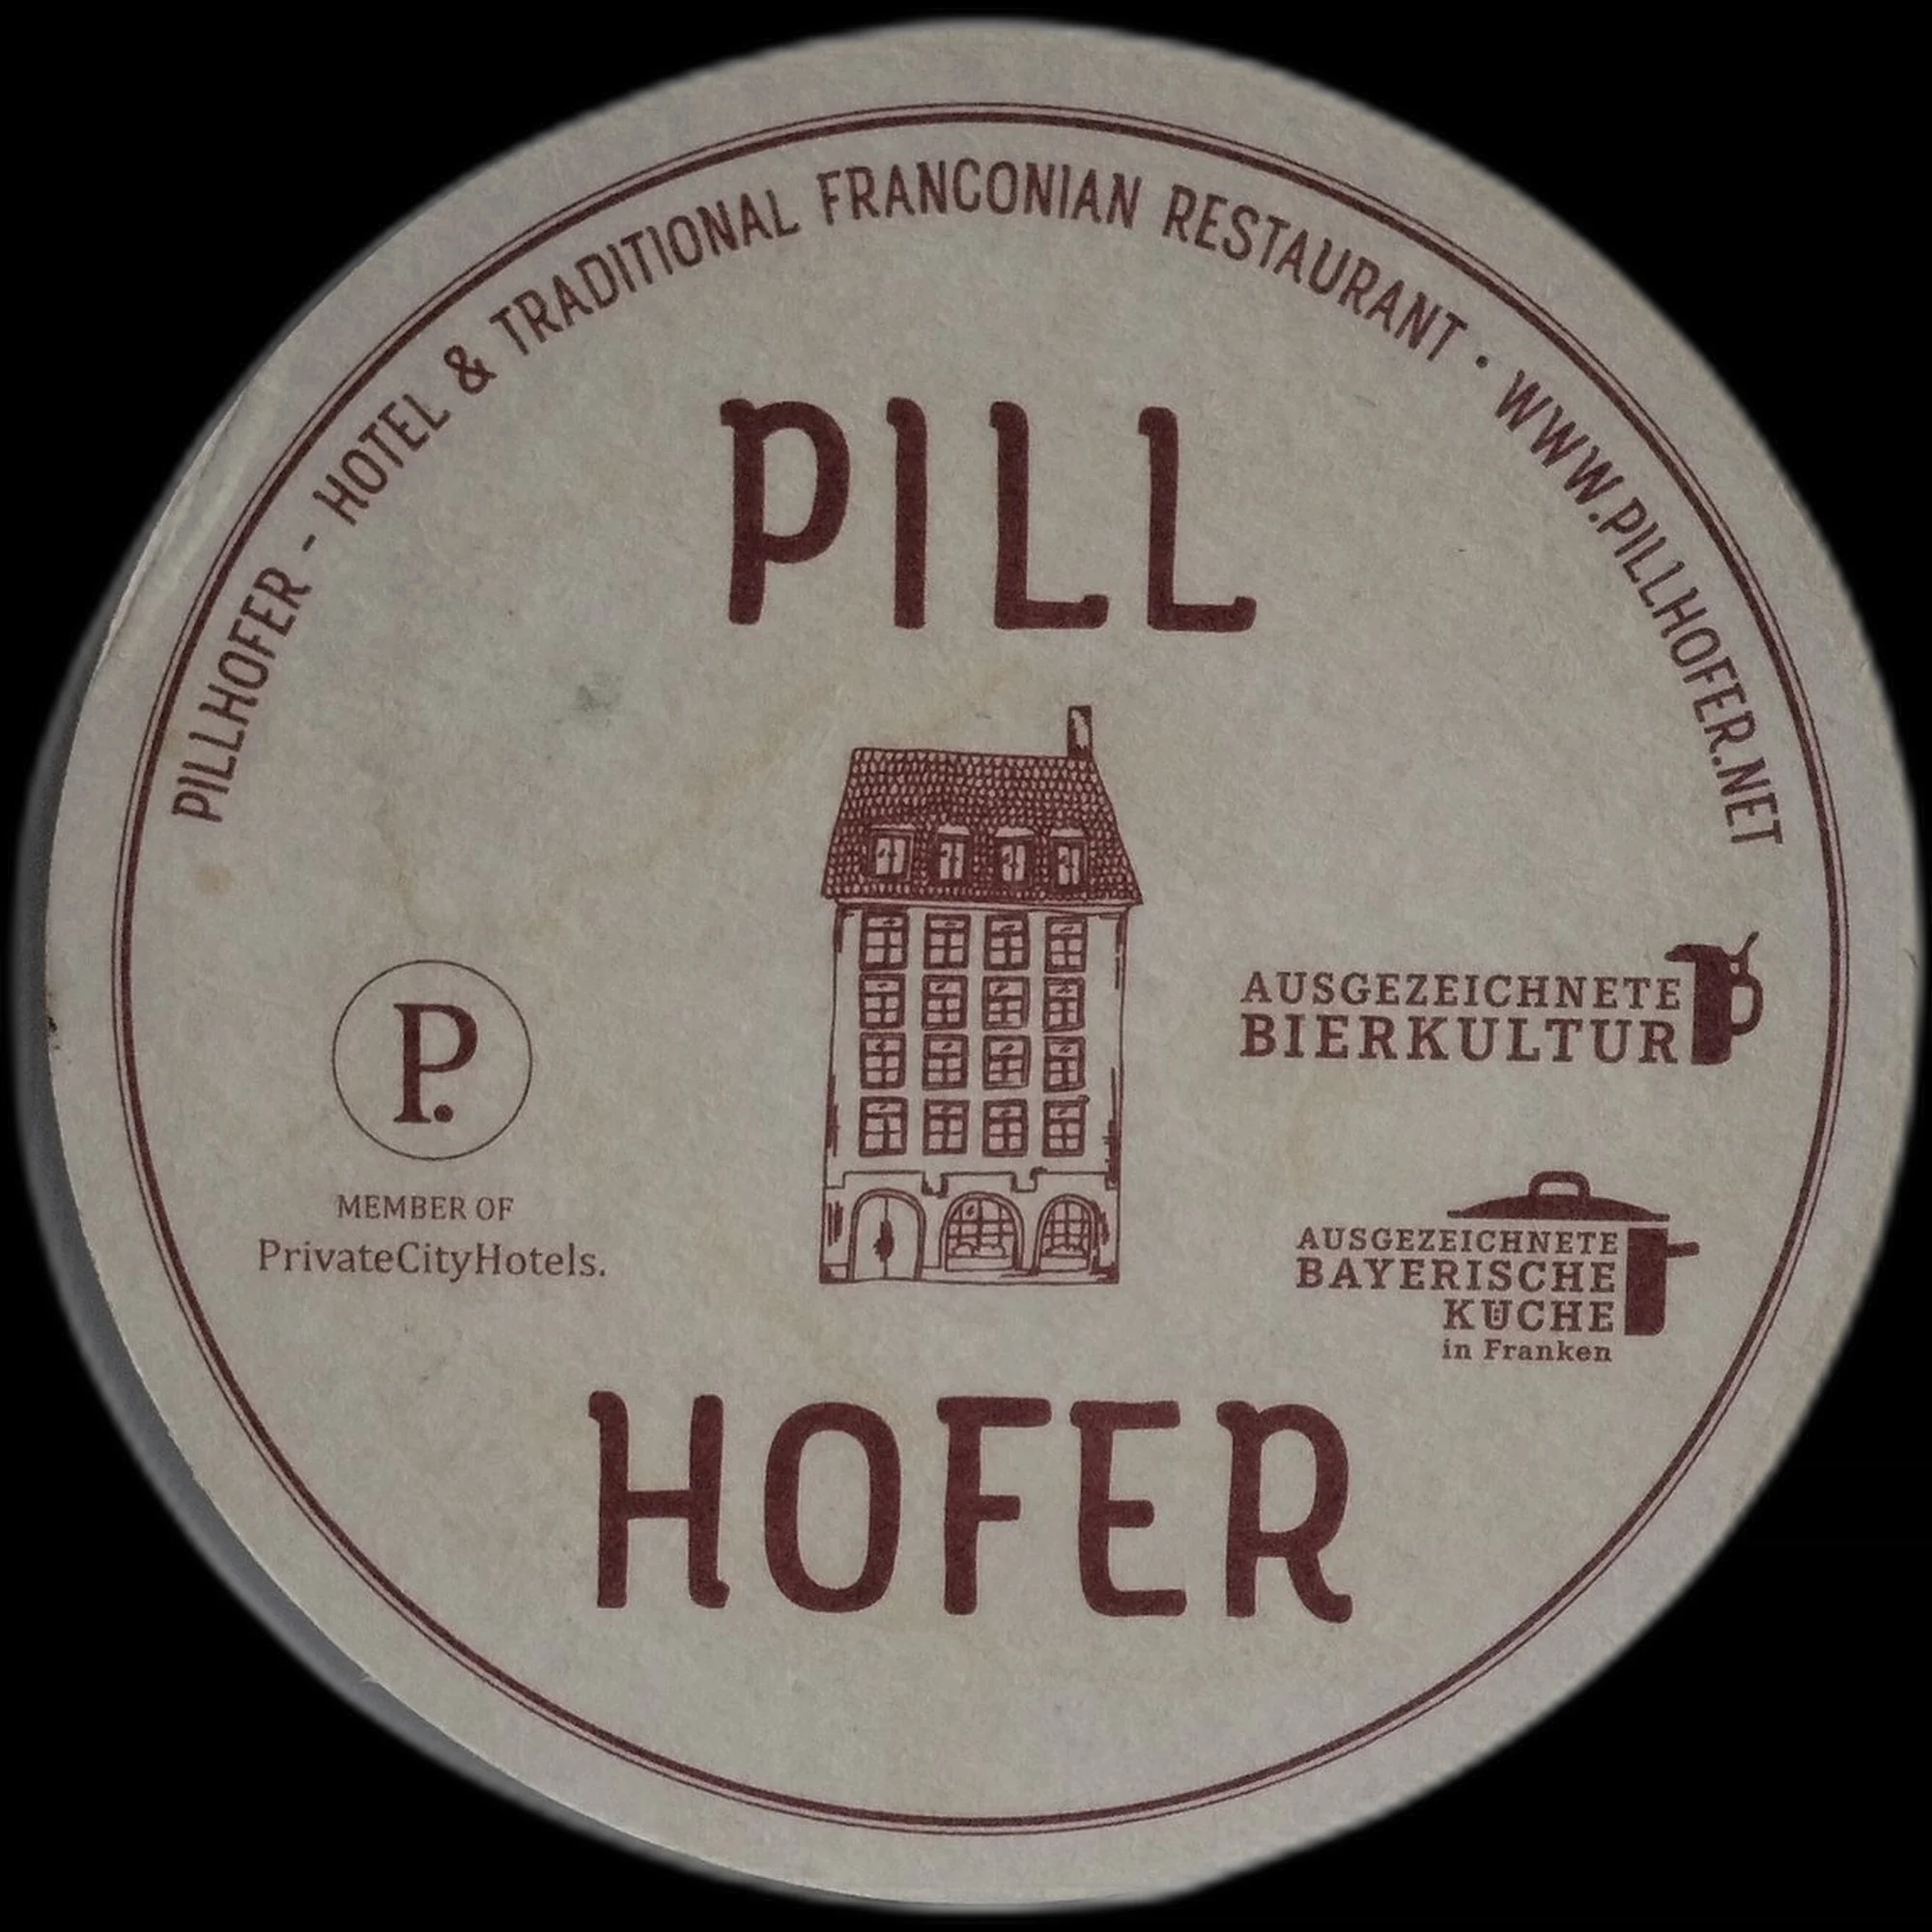 PILLHOFER - HOTEL & TRADITIONAL FRANCONIAN RESTAURANT · WWW.PILLHOFER.NET
PILL
P.
MEMBER OF
PrivateCityHotels.
AUSGEZEICHNETE
BIERKULTUR
AUSGEZEICHNETE
BAYERISCHE
KÜCHE
in Franken
HOFER